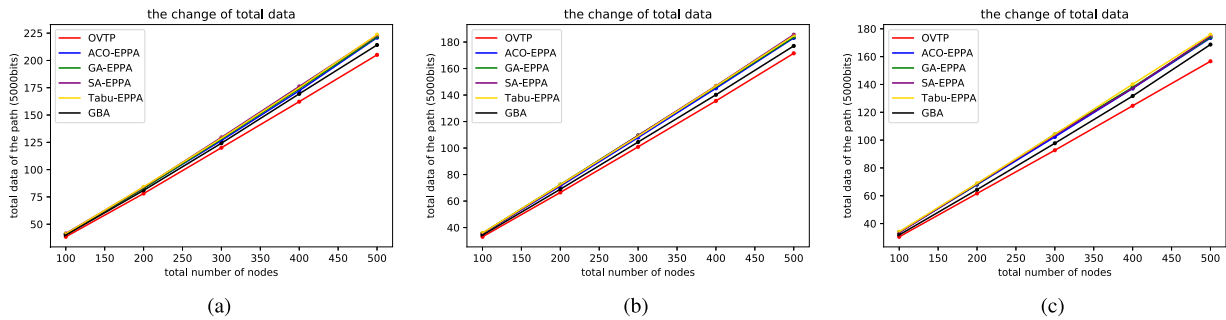 the change of total data
total data of the path (5000bits)
225
200
175
150
125
100
75
50
OVTP
ACO-EPPA
GA-EPPA
SA-EPPA
Tabu-EPPA
GBA
100 150 200 250 300 350 400 450 500
total number of nodes
(a)
the change of total data
total data of the path (5000bits)
180
160
140
120
100
80
60
40
OVTP
ACO-EPPA
GA-EPPA
SA-EPPA
Tabu-EPPA
GBA
100 150 200 250 300 350 400 450 500
total number of nodes
(b)
the change of total data
total data of the path (5000bits)
180
160
140
120
100
80
60
40
OVTP
ACO-EPPA
GA-EPPA
SA-EPPA
Tabu-EPPA
GBA
100 150 200 250 300 350 400 450 500
total number of nodes
(c)